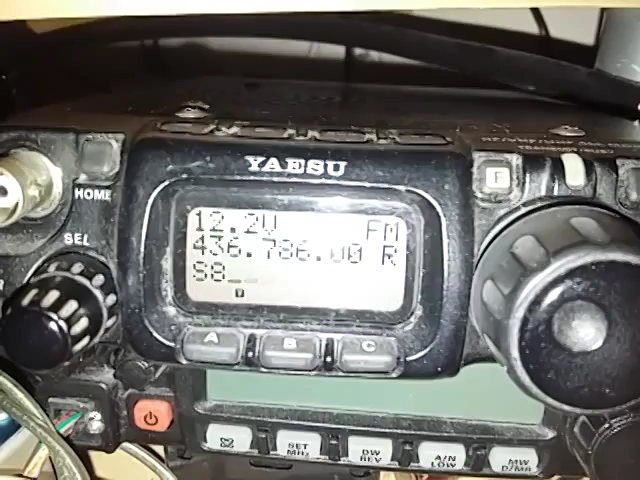 YAESU
HOME
F
SEL
12.2V FM
436.786.00 R
S8
A B C
SET MHz
DW REV
A/N LOW
MW D/MR